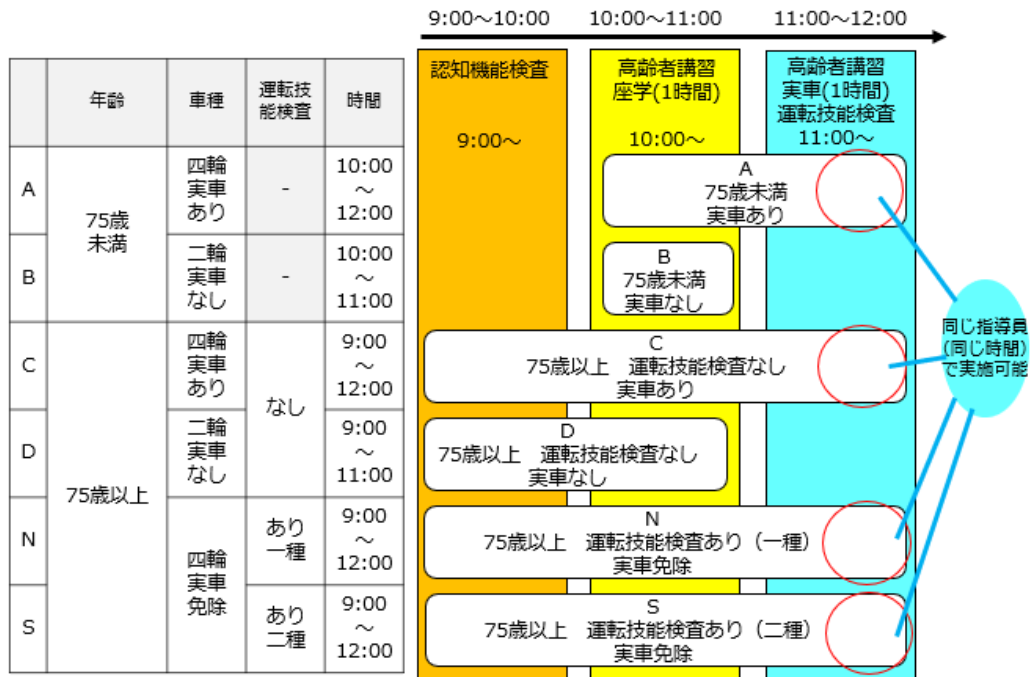 9:00～10:00
10:00～11:00
11:00～12:00
年齢
車種
運転技
能検査
時間
A
75歳
未満
四輪
実車
あり
-
10:00
～
12:00
B
二輪
実車
なし
-
10:00
～
11:00
C
75歳以上
四輪
実車
あり
なし
9:00
～
12:00
D
二輪
実車
なし
9:00
～
11:00
N
四輪
実車
免除
あり
一種
9:00
～
12:00
S
あり
二種
9:00
～
12:00
認知機能検査
9:00～
高齢者講習
座学(1時間)
10:00～
高齢者講習
実車(1時間)
運転技能検査
11:00～
A
75歳未満
実車あり
B
75歳未満
実車なし
C
75歳以上　運転技能検査なし
実車あり
D
75歳以上　運転技能検査なし
実車なし
N
75歳以上　運転技能検査あり（一種）
実車免除
S
75歳以上　運転技能検査あり（二種）
実車免除
同じ指導員
（同じ時間）
で実施可能